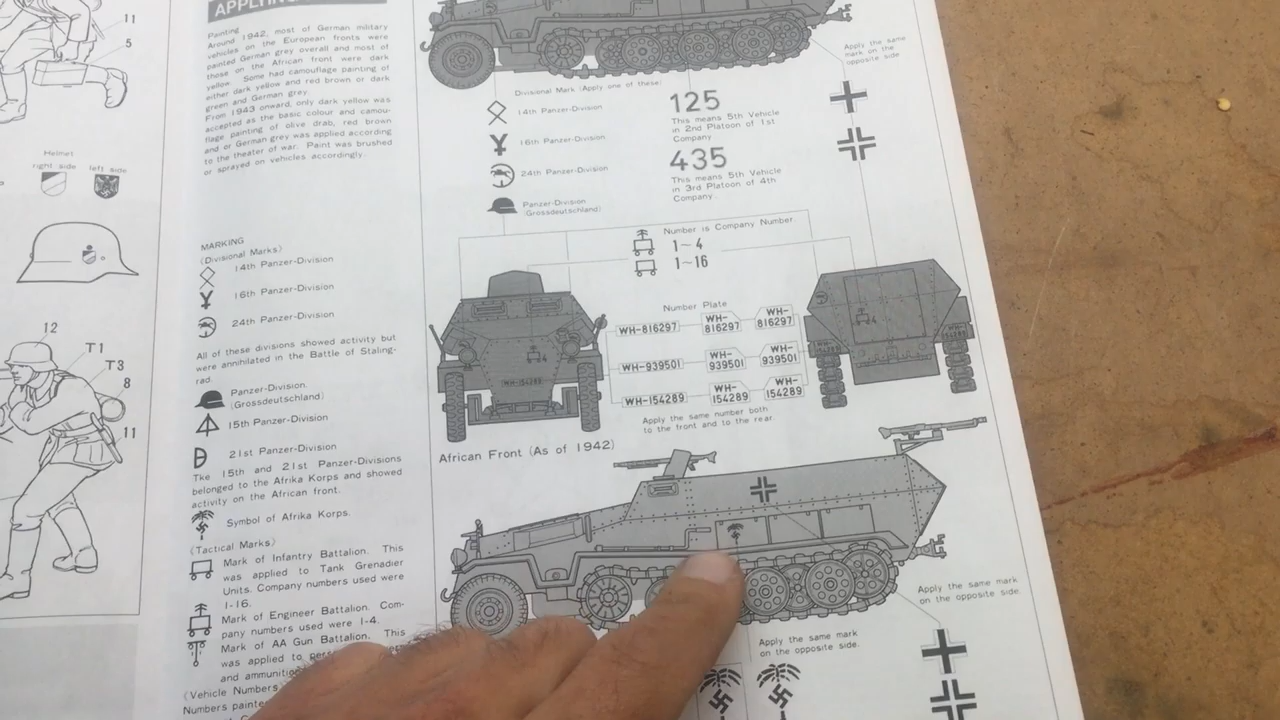 11
5
Helmet
right side left side
12
T1
T3
8
11
Painting
Around 1942, most of German military
vehicles on the European fronts were
painted German grey overall and most of
those on the African front were dark
yellow. Some had camouflage painting of
either dark yellow and red brown or dark
green and German grey.
From 1943 onward, only dark yellow was
accepted as the basic colour and camou-
flage painting of olive drab, red brown
and or German grey was applied according
to the theater of war. Paint was brushed
or sprayed on vehicles accordingly.
MARKING
(Divisional Marks)
14th Panzer-Division
16th Panzer-Division
24th Panzer-Division
All of these divisions showed activity but
were annihilated in the Battle of Staling-
rad.
Panzer-Division.
(Grossdeutschland)
15th Panzer-Division
21st Panzer-Division
The 15th and 21st Panzer-Divisions
belonged to the Afrika Korps and showed
activity on the African front.
Symbol of Afrika Korps.
(Tactical Marks)
Mark of Infantry Battalion. This
was applied to Tank Grenadier
Units. Company numbers used were
1-16.
Mark of Engineer Battalion. Com-
pany numbers used were 1-4.
Mark of AA Gun Battalion. This
was applied to
and
(Vehicle Numbers
Numbers
Apply the same
mark on the
opposite side
Divisional Mark (Apply one of these)
14th Panzer-Division
16th Panzer-Division
24th Panzer-Division
Panzer-Division
(Grossdeutschland)
125
This means 5th Vehicle
in 2nd Platoon of 1st
Company
435
This means 5th Vehicle
in 3rd Platoon of 4th
Company
Number is Company Number.
1~4
1~16
Number Plate
WH-816297 WH-816297 WH-816297
WH-939501 WH-939501 WH-939501
WH-154289 WH-154289 WH-154289
Apply the same number both
to the front and to the rear.
4
WH-154289
4
African Front (As of 1942)
Apply the same mark
on the opposite side.
Apply the same mark
on the opposite side.